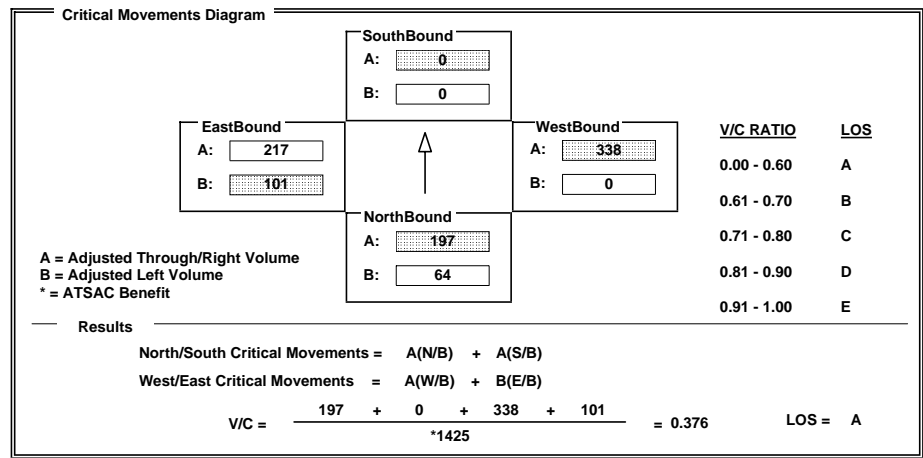 Critical Movements Diagram
SouthBound
A: 0
B: 0
EastBound
A: 217
B: 101
WestBound
A: 338
B: 0
NorthBound
A: 197
B: 64
V/C RATIO LOS
0.00 - 0.60 A
0.61 - 0.70 B
0.71 - 0.80 C
0.81 - 0.90 D
0.91 - 1.00 E
A = Adjusted Through/Right Volume
B = Adjusted Left Volume
* = ATSAC Benefit
Results
North/South Critical Movements = A(N/B) + A(S/B)
West/East Critical Movements = A(W/B) + B(E/B)
197 + 0 + 338 + 101
V/C = = 0.376 LOS = A
*1425